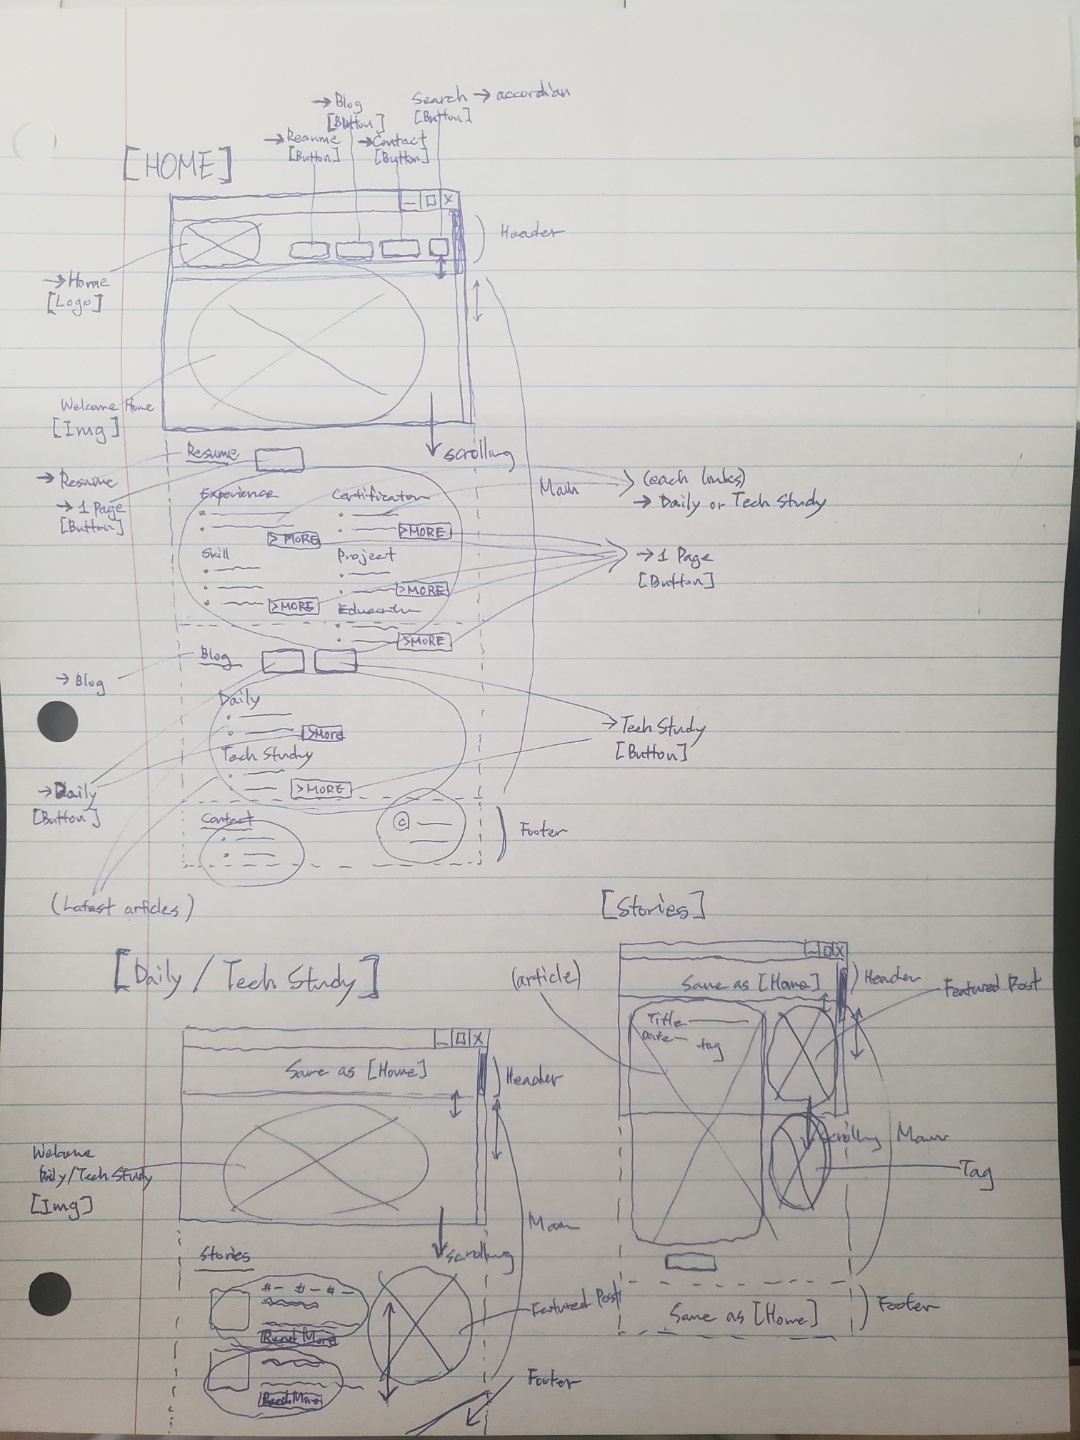 →Blog
[Button]
Search → accordian
[Button]
→Resume
[Button]
→Contact
[Button]
[HOME]
Header
→Home
[Logo]
Welcome Home
[Img]
scrolling
Resume
→ Resume
→ 1 Page
[Button]
Main
(each links)
→ Daily or Tech Study
Experience
> MORE
Skill
>MORE
>MORE
Project
>MORE
>MORE
→ 1 Page
[Button]
Blog
→ Blog
Daily
>More
Tech Study
>MORE
→Tech Study
[Button]
→Daily
[Button]
Contact
©
Footer
(Latest articles)
[Stories]
Same as [Home]
Header
Featured Post
(article)
Title
tag
scrolling
Main
Tag
Same as [Home]
Footer
[Daily / Tech Study]
Same as [Home]
Header
Welcome
Daily/Tech Study
[Img]
scrolling
Main
Stories
#- #-#-
Read More
Read More
Featured Post
Footer